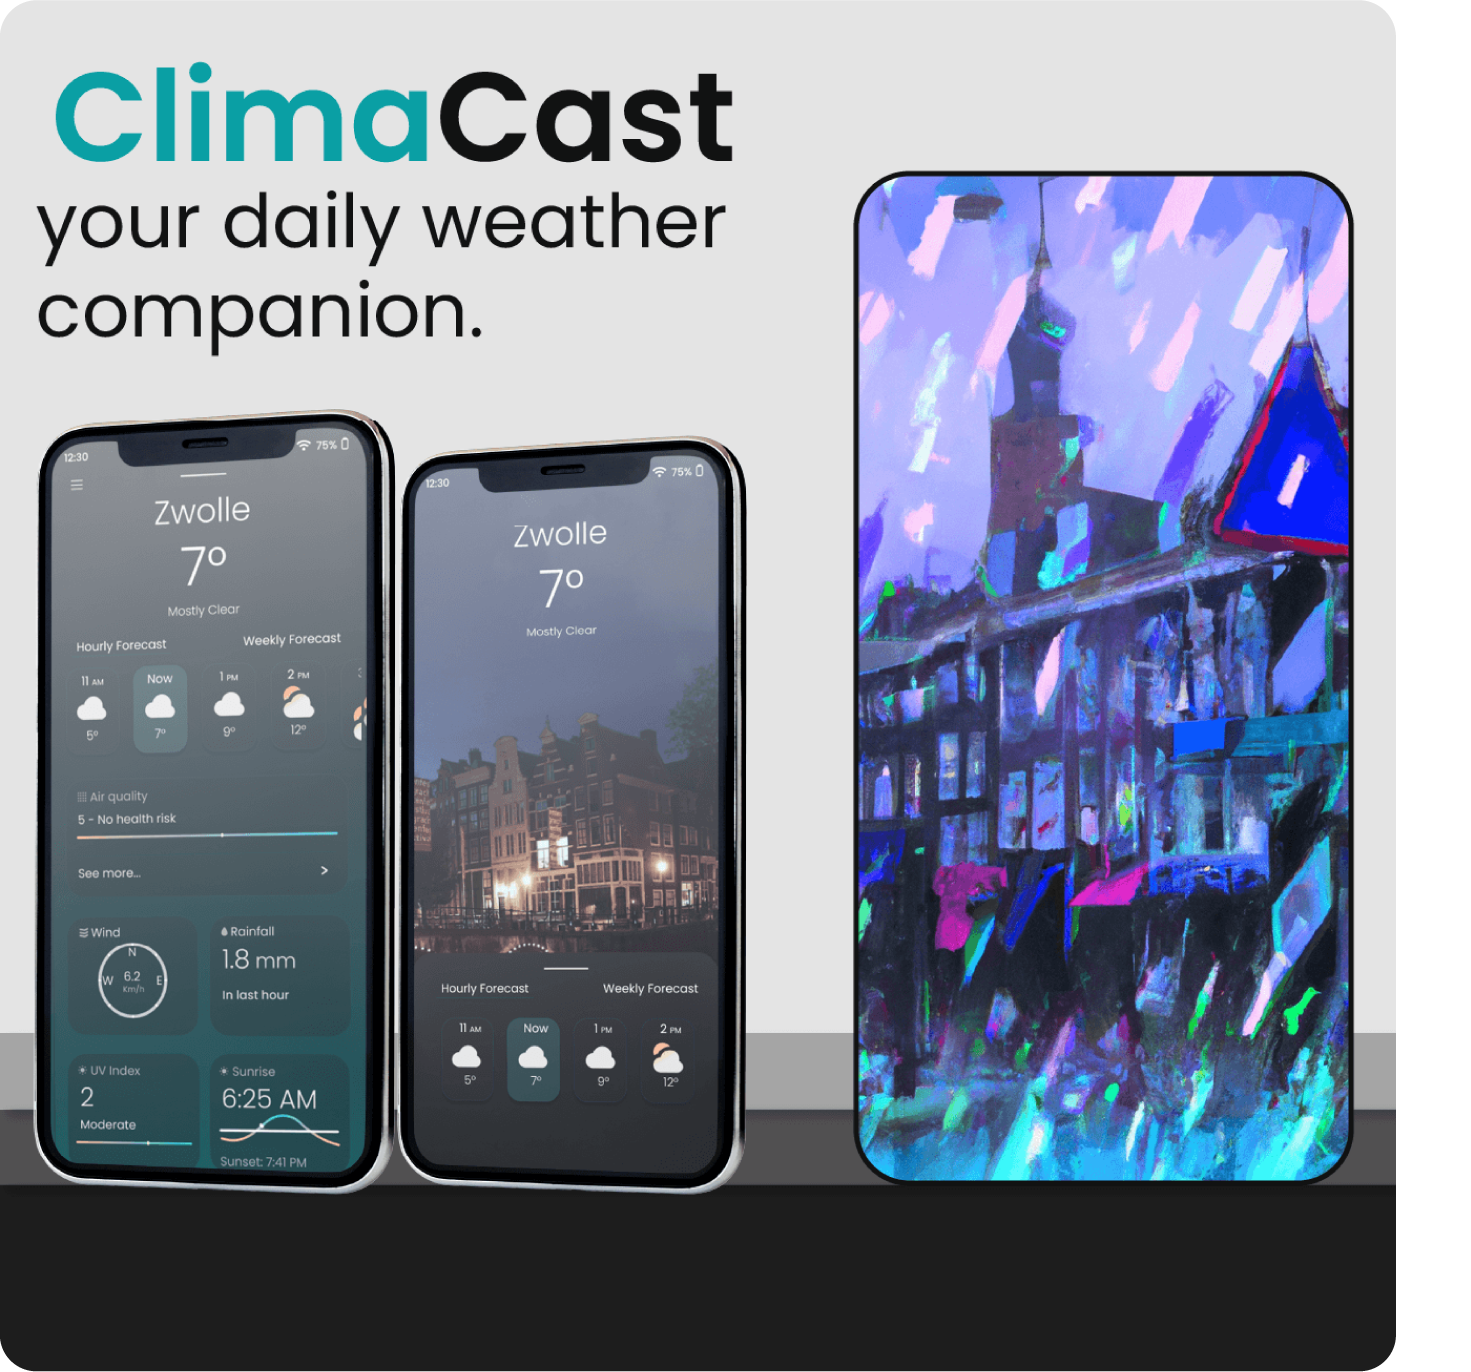 ClimaCast
your daily weather
companion.
12:30
75%
Zwolle
7°
Mostly Clear
Hourly Forecast
Weekly Forecast
11 AM
Now
1 PM
2 PM
5°
7°
9°
12°
Air quality
5 - No health risk
See more...
>
Wind
N
W
6.2
E
Km/h
Rainfall
1.8 mm
In last hour
UV Index
2
Moderate
Sunrise
6:25 AM
Sunset: 7:41 PM
12:30
75%
Zwolle
7°
Mostly Clear
Hourly Forecast
Weekly Forecast
11 AM
Now
1 PM
2 PM
5°
7°
9°
12°